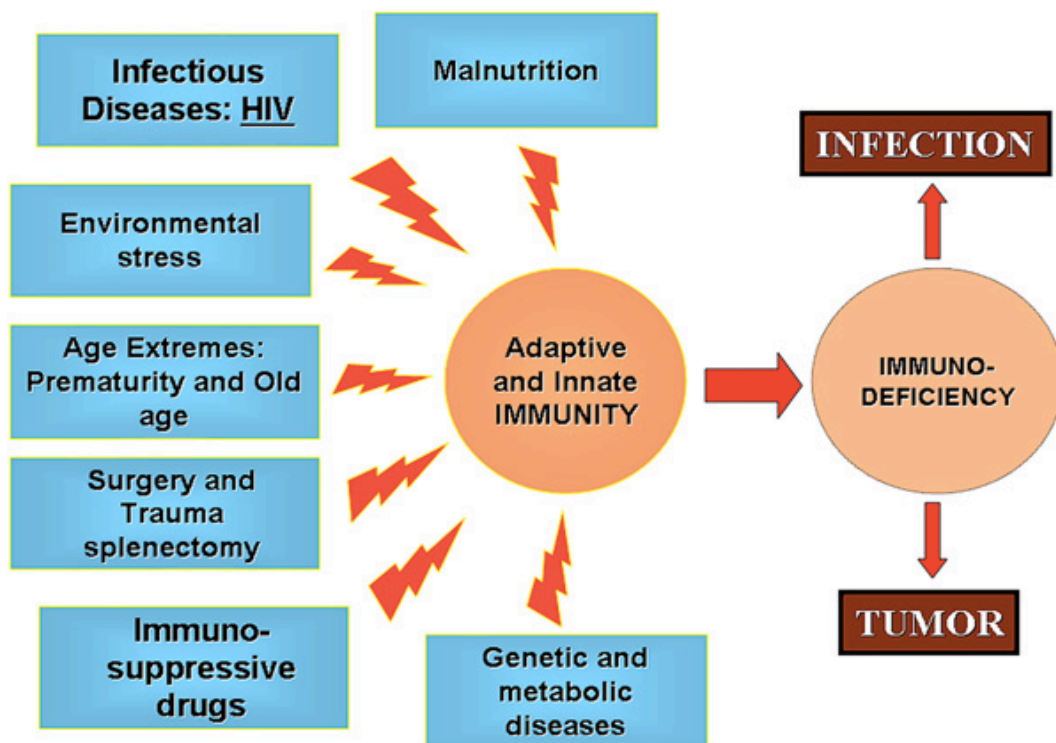 Infectious
Diseases: HIV
Malnutrition
Environmental
stress
Age Extremes:
Prematurity and Old
age
Surgery and
Trauma
splenectomy
Immuno-
suppressive
drugs
Genetic and
metabolic
diseases
Adaptive
and Innate
IMMUNITY
IMMUNO-
DEFICIENCY
INFECTION
TUMOR